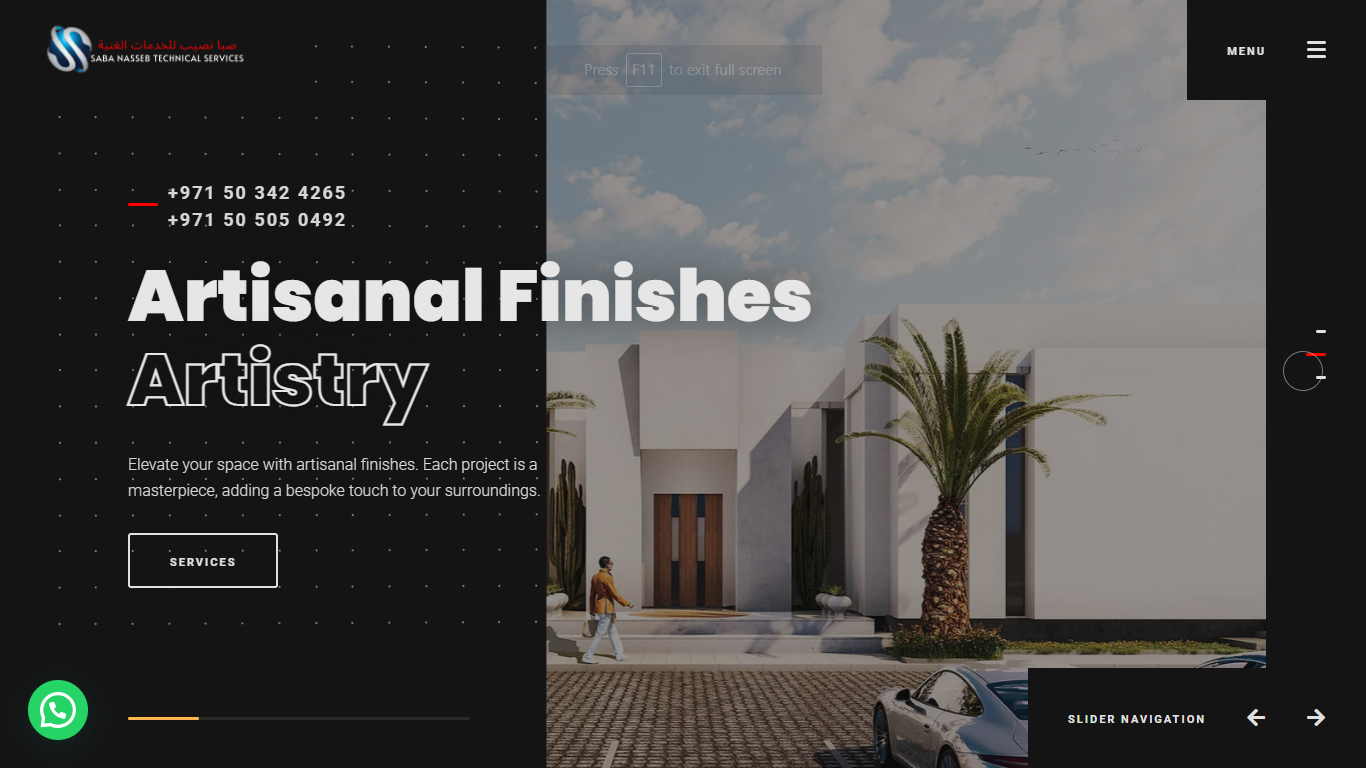 صبا نصيب للخدمات الفنية
SABA NASSEB TECHNICAL SERVICES
Press F11 to exit full screen
MENU
+971 50 342 4265
+971 50 505 0492
Artisanal Finishes
Artistry
Elevate your space with artisanal finishes. Each project is a
masterpiece, adding a bespoke touch to your surroundings.
SERVICES
SLIDER NAVIGATION